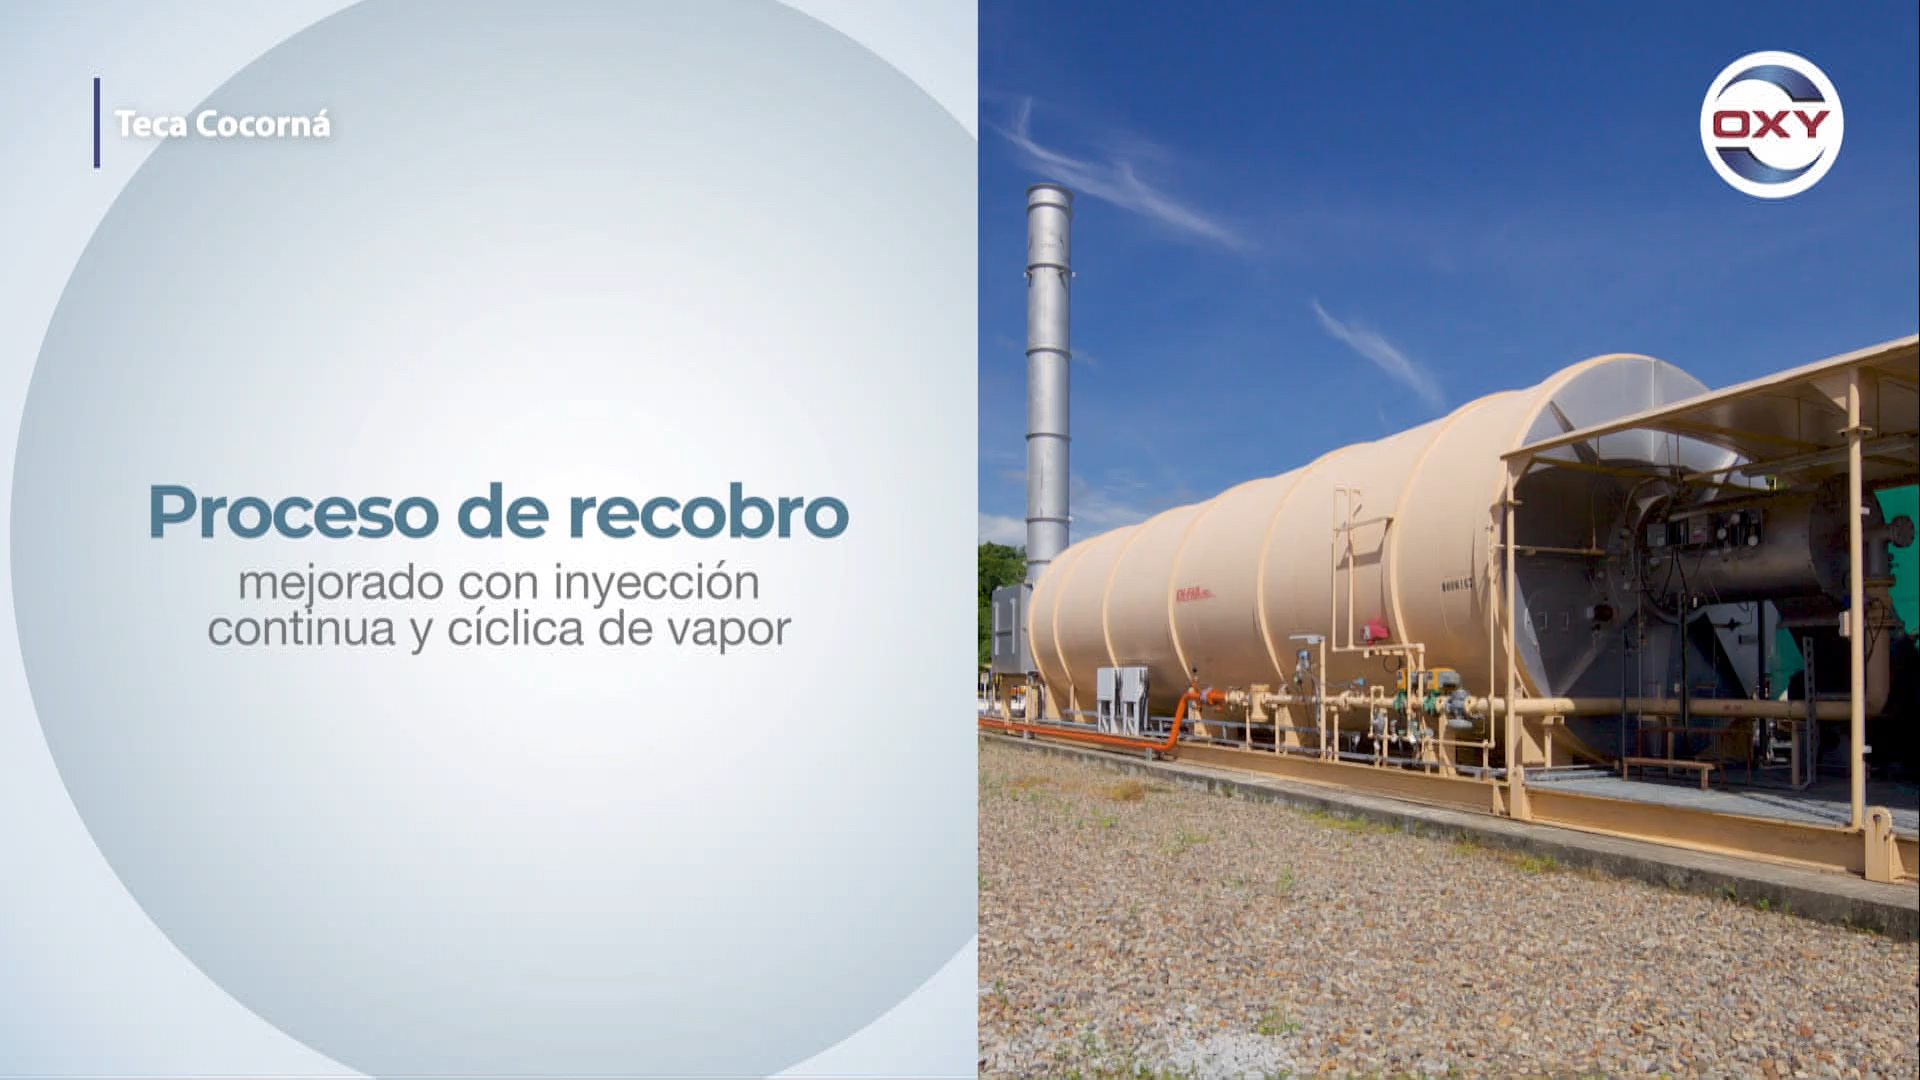 Teca Cocorná
OXY
Proceso de recobro
mejorado con inyección
continua y cíclica de vapor